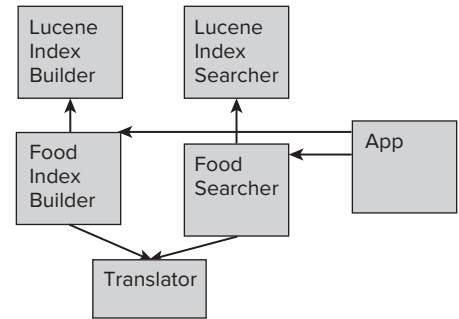 Lucene
Index
Builder
Lucene
Index
Searcher
Food
Index
Builder
Food
Searcher
App
Translator